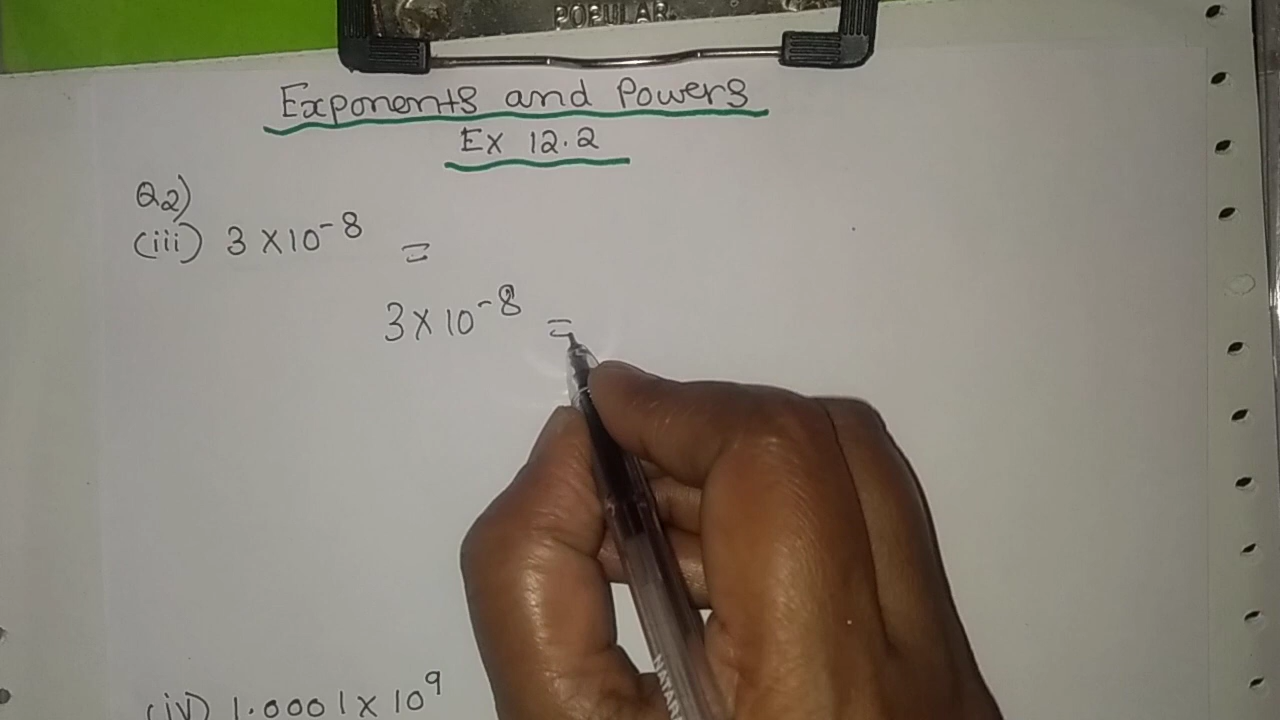 POPULAR
Exponents and Powers
Ex 12.2
Q2)
(iii) 3 × 10⁻⁸ =
3 × 10⁻⁸ =
(iv) 1.0001 × 10⁹